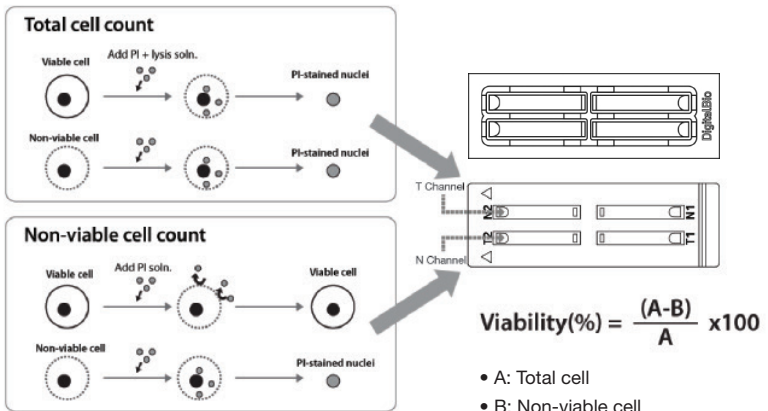 Total cell count
Viable cell
Add PI + lysis soln.
PI-stained nuclei
Non-viable cell
PI-stained nuclei
Non-viable cell count
Viable cell
Add PI soln.
Viable cell
Non-viable cell
PI-stained nuclei
DigitalBio
T Channel
N2
N1
T2
T1
N Channel
Viability(%) = (A-B) / A x100
• A: Total cell
• B: Non-viable cell